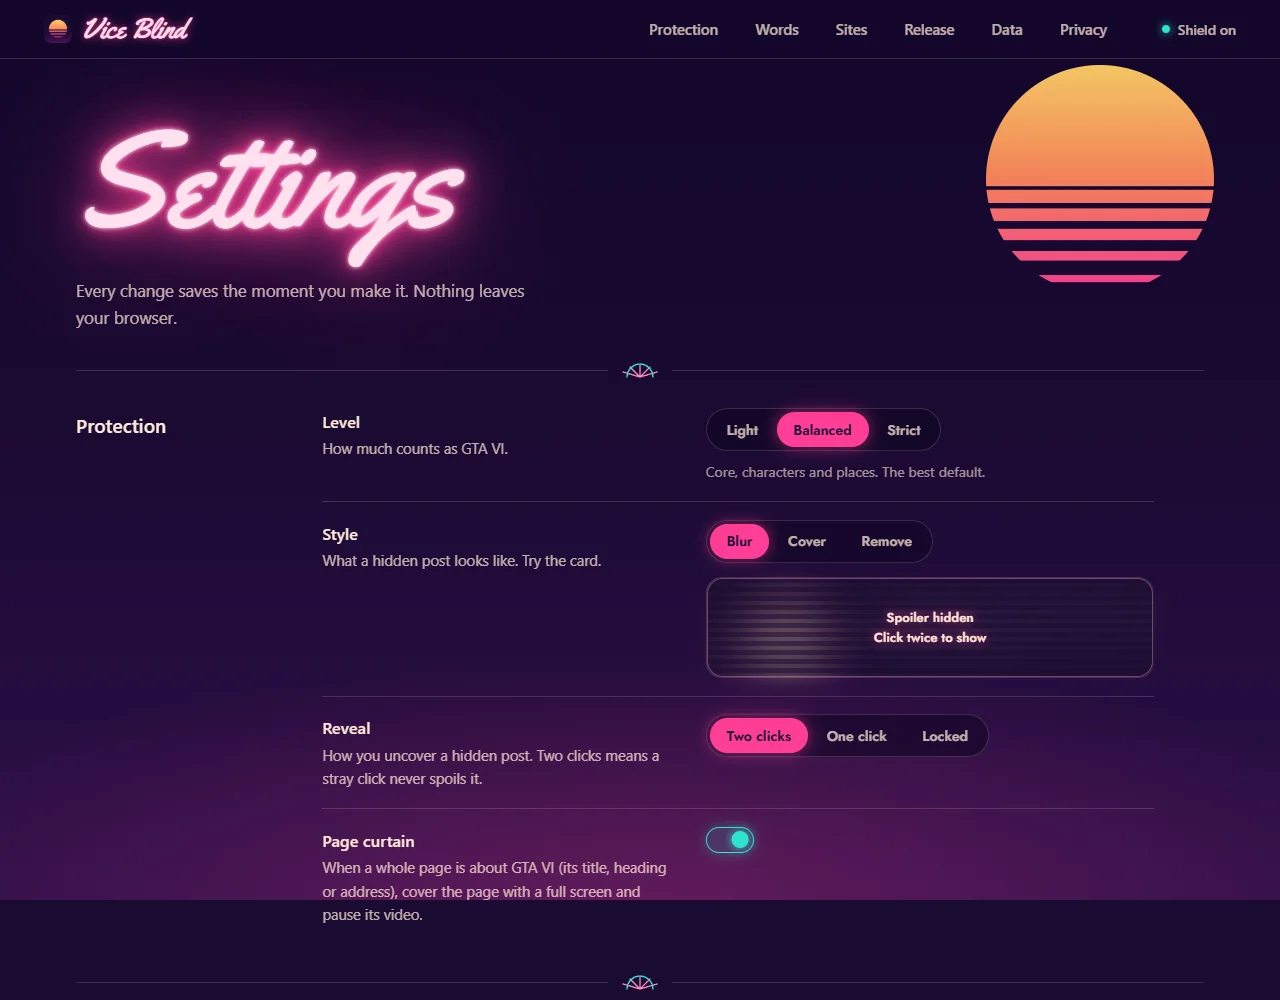 Vice Blind
Protection
Words
Sites
Release
Data
Privacy
Shield on
Settings
Every change saves the moment you make it. Nothing leaves
your browser.
Protection
Level
How much counts as GTA VI.
Light
Balanced
Strict
Core, characters and places. The best default.
Style
What a hidden post looks like. Try the card.
Blur
Cover
Remove
Spoiler hidden
Click twice to show
Reveal
How you uncover a hidden post. Two clicks means a
stray click never spoils it.
Two clicks
One click
Locked
Page curtain
When a whole page is about GTA VI (its title, heading
or address), cover the page with a full screen and
pause its video.